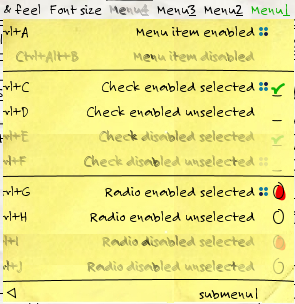 & feel Font size Menu4 Menu3 Menu2 Menu1
rl+A Menu item enabled
Ctrl+Alt+B Menu item disabled
rl+C Check enabled selected
rl+D Check enabled unselected
rl+E Check disabled selected
rl+F Check disabled unselected
rl+G Radio enabled selected
rl+H Radio enabled unselected
rl+I Radio disabled selected
rl+J Radio disabled unselected
submenu1